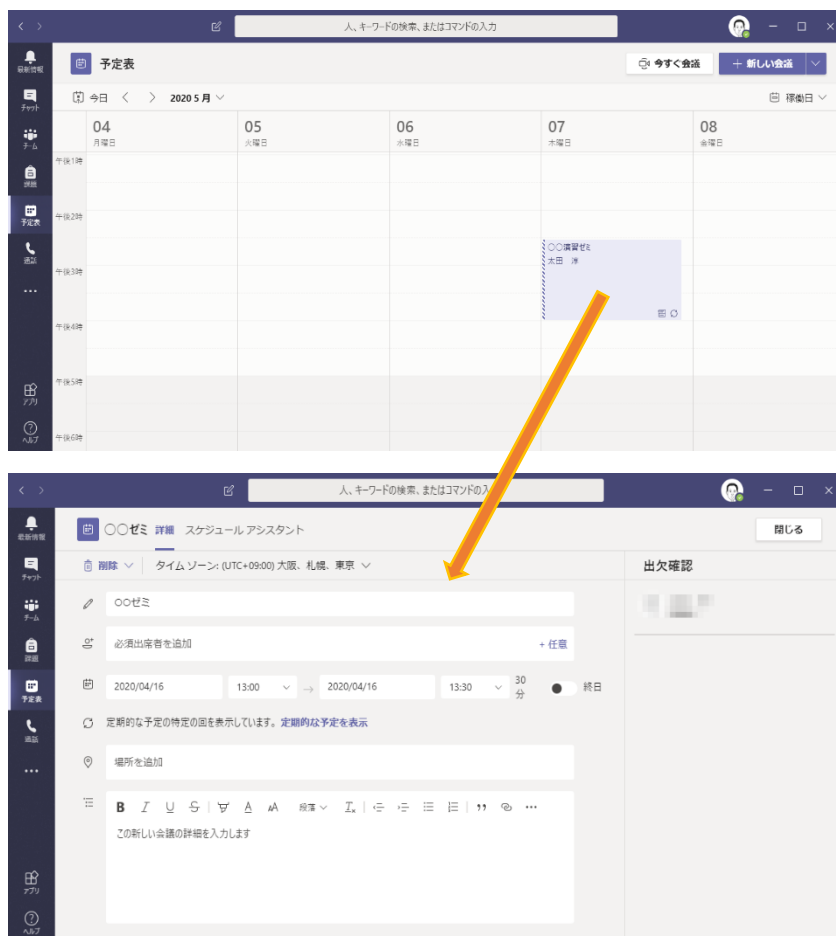 人、キーワードの検索、またはコマンドの入力
最新情報
予定表
今すぐ会議
＋ 新しい会議
チャット
今日 < > 2020 5 月
稼働日
チーム
04
月曜日
05
火曜日
06
水曜日
07
木曜日
08
金曜日
課題
午後1時
予定表
午後2時
通話
○○演習ゼミ
太田 淳
午後3時
午後4時
アプリ
午後5時
ヘルプ
午後6時
人、キーワードの検索、またはコマンドの入
最新情報
○○ゼミ 詳細 スケジュール アシスタント
閉じる
チャット
削除 タイム ゾーン: (UTC+09:00) 大阪、札幌、東京
出欠確認
チーム
○○ゼミ
課題
必須出席者を追加
+ 任意
予定表
2020/04/16 13:00 → 2020/04/16 13:30 30分 終日
通話
定期的な予定の特定の回を表示しています。定期的な予定を表示
場所を追加
B I U S A AA 段落 Ix
この新しい会議の詳細を入力します
アプリ
ヘルプ